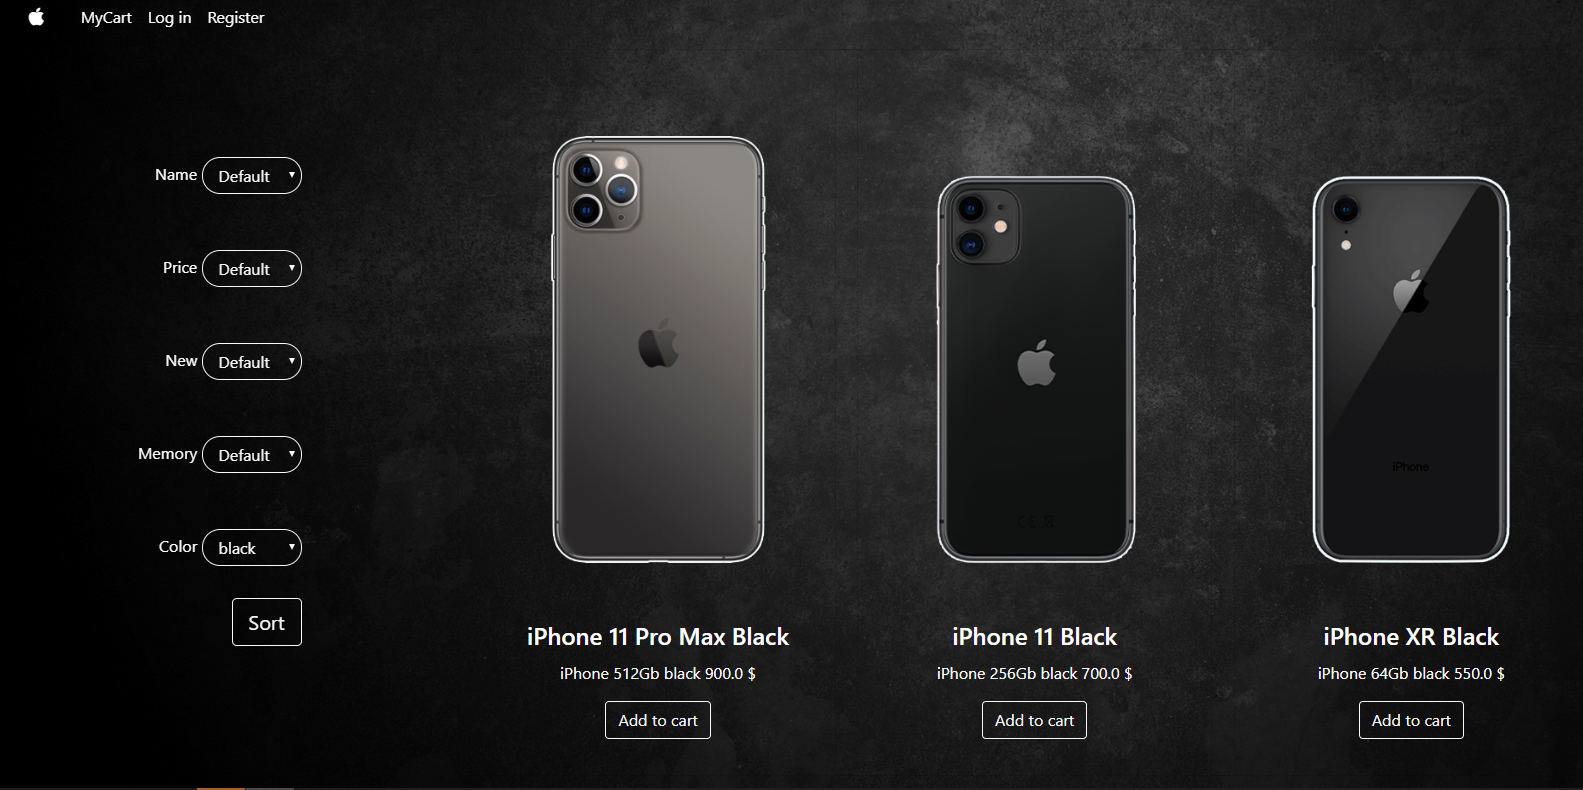 MyCart Log in Register
Name Default
Price Default
New Default
Memory Default
Color black
Sort
iPhone
iPhone 11 Pro Max Black
iPhone 512Gb black 900.0 $
Add to cart
iPhone 11 Black
iPhone 256Gb black 700.0 $
Add to cart
iPhone XR Black
iPhone 64Gb black 550.0 $
Add to cart